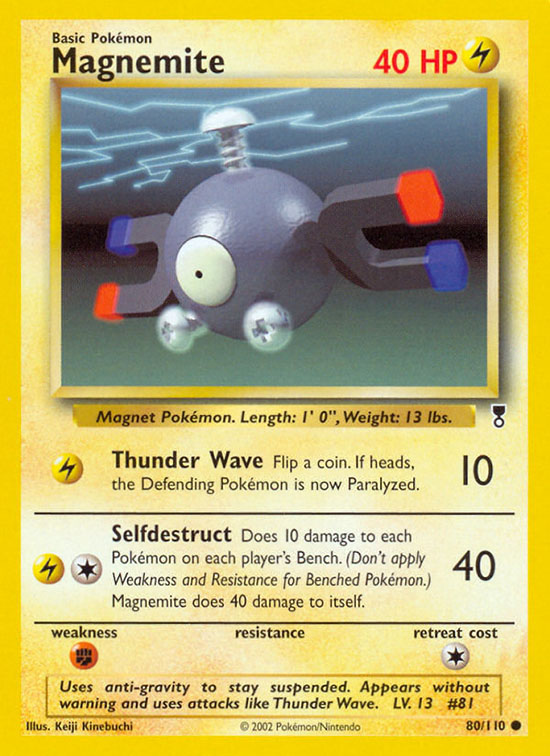 Basic Pokémon
Magnemite
40 HP
Magnet Pokémon. Length: 1' 0", Weight: 13 lbs.
Thunder Wave Flip a coin. If heads,
the Defending Pokémon is now Paralyzed.
10
Selfdestruct Does 10 damage to each
Pokémon on each player's Bench. (Don't apply
Weakness and Resistance for Benched Pokémon.)
Magnemite does 40 damage to itself.
40
weakness resistance retreat cost
Uses anti-gravity to stay suspended. Appears without
warning and uses attacks like Thunder Wave. LV. 13 #81
Illus. Keiji Kinebuchi © 2002 Pokémon/Nintendo 80/110